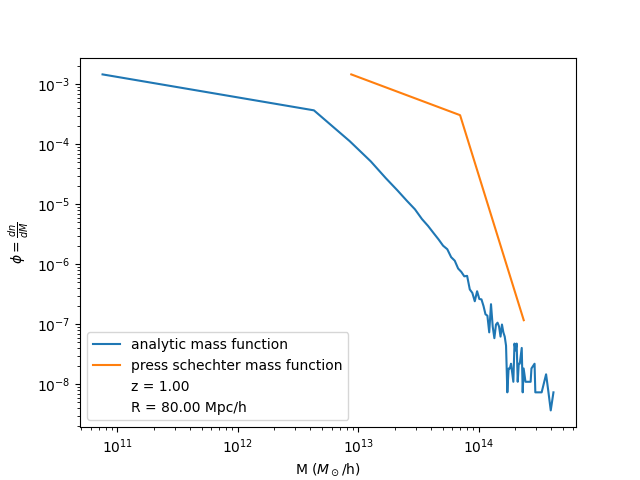 10⁻³
10⁻⁴
10⁻⁵
10⁻⁶
10⁻⁷
10⁻⁸
ϕ = dn/dM
analytic mass function
press schechter mass function
z = 1.00
R = 80.00 Mpc/h
10¹¹ 10¹² 10¹³ 10¹⁴
M (M☉/h)